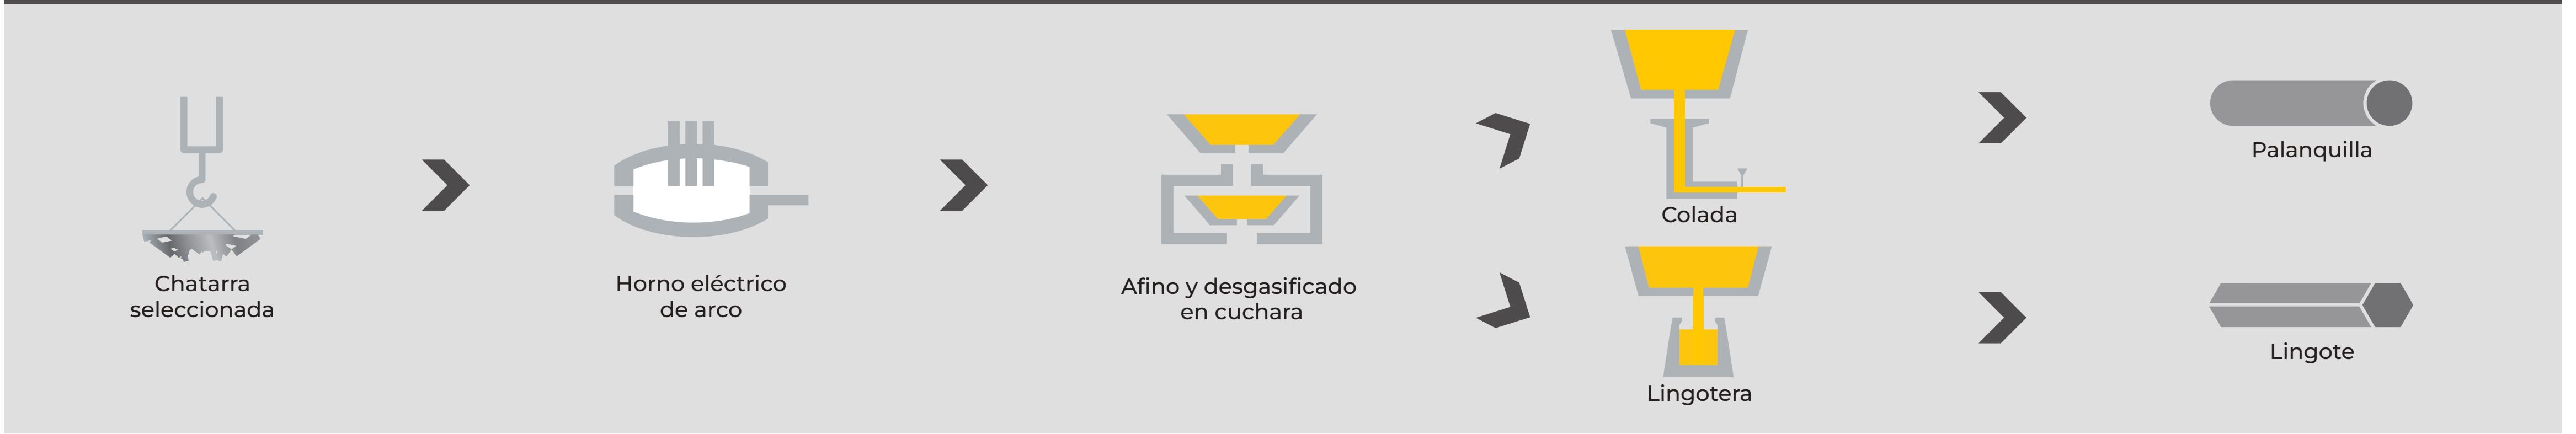 Chatarra
seleccionada
Horno eléctrico
de arco
Afino y desgasificado
en cuchara
Colada
Lingotera
Palanquilla
Lingote